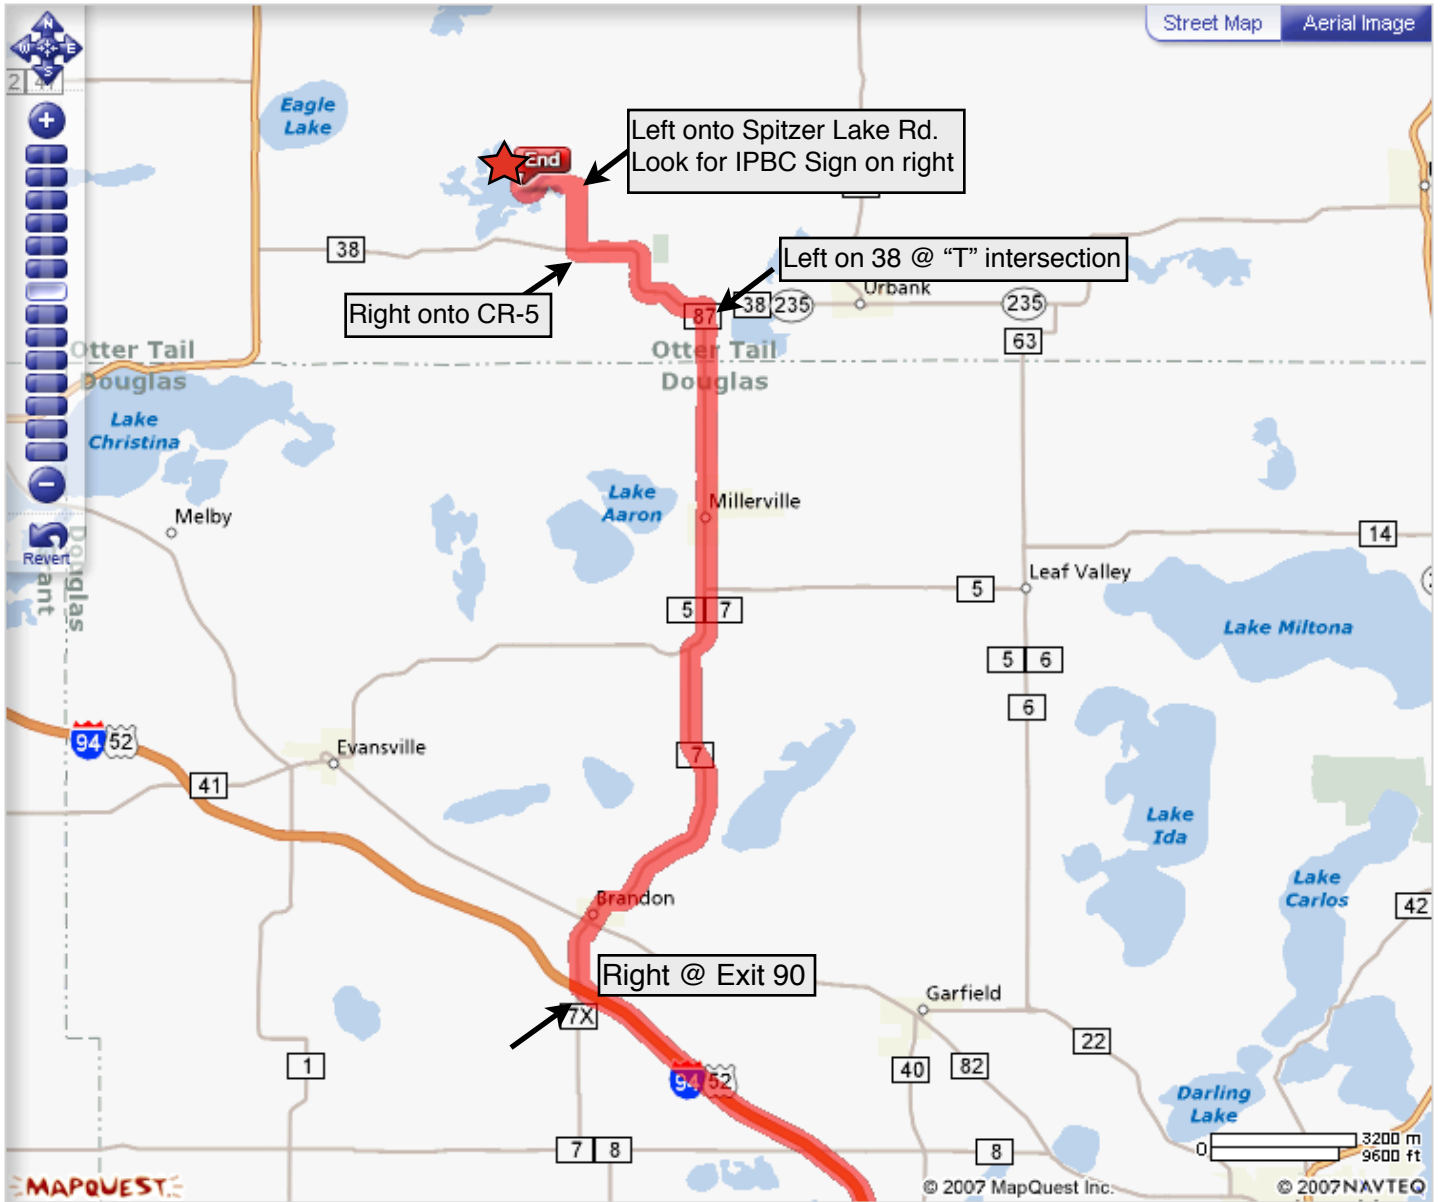 Street Map
Aerial Image
N
W
E
S
2
Eagle
Lake
Left onto Spitzer Lake Rd.
Look for IPBC Sign on right
End
38
Left on 38 @ “T” intersection
Right onto CR-5
87
38
235
Urbank
235
63
Otter Tail
Douglas
Otter Tail
Douglas
Lake
Christina
Lake
Aaron
Millerville
Melby
Revert
Douglas
14
5
Leaf Valley
5
7
Lake Miltona
5
6
6
94
52
Evansville
41
7
Lake
Ida
Lake
Carlos
42
Brandon
Right @ Exit 90
7X
Garfield
22
1
94
52
40
82
Darling
Lake
7
8
8
0
3200 m
9600 ft
MAPQUEST
© 2007 MapQuest Inc.
© 2007 NAVTEQ